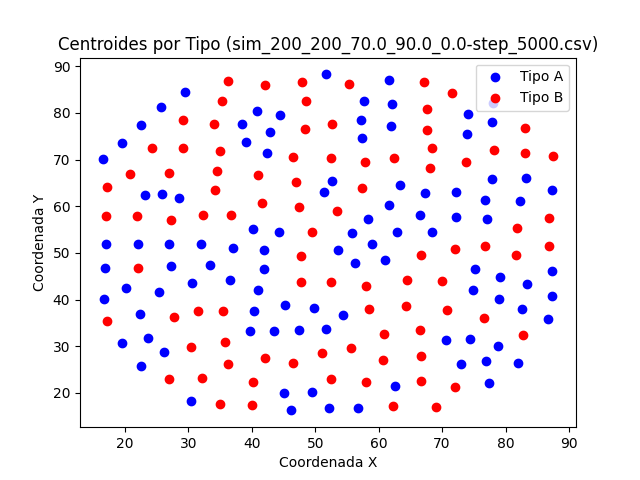 Centroides por Tipo (sim_200_200_70.0_90.0_0.0-step_5000.csv)
Tipo A
Tipo B
90
80
70
60
50
40
30
20
Coordenada Y
20 30 40 50 60 70 80 90
Coordenada X